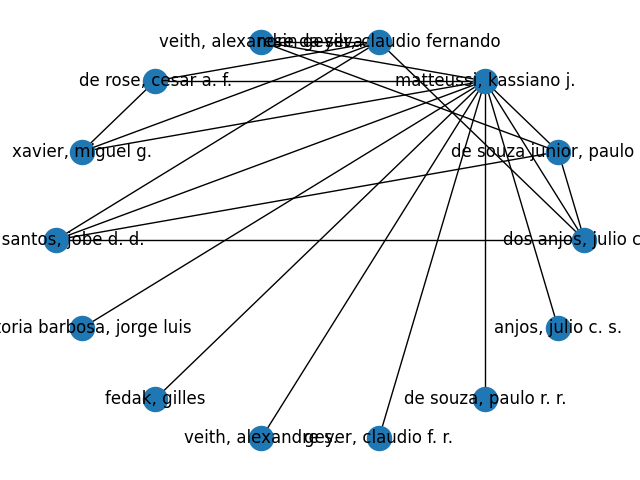 veith, alexandre da silva
resin geyer, claudio fernando
de rose, cesar a. f.
matteussi, kassiano j.
xavier, miguel g.
de souza junior, paulo
santos, jobe d. d.
dos anjos, julio c
toria barbosa, jorge luis
anjos, julio c. s.
fedak, gilles
de souza, paulo r. r.
veith, alexandre s.
geyer, claudio f. r.